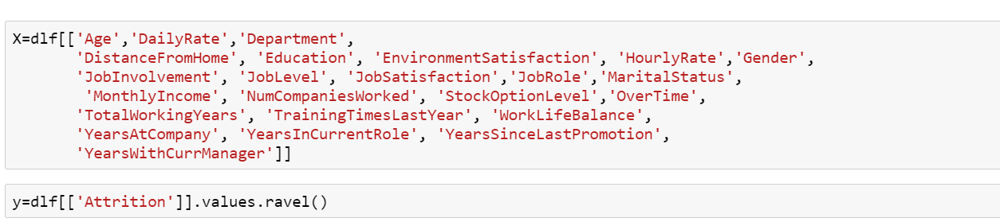 X=dlf[['Age','DailyRate','Department',
'DistanceFromHome', 'Education', 'EnvironmentSatisfaction', 'HourlyRate','Gender',
'JobInvolvement', 'JobLevel', 'JobSatisfaction','JobRole','MaritalStatus',
'MonthlyIncome', 'NumCompaniesWorked', 'StockOptionLevel','OverTime',
'TotalWorkingYears', 'TrainingTimesLastYear', 'WorkLifeBalance',
'YearsAtCompany', 'YearsInCurrentRole', 'YearsSinceLastPromotion',
'YearsWithCurrManager']]
y=dlf[['Attrition']].values.ravel()